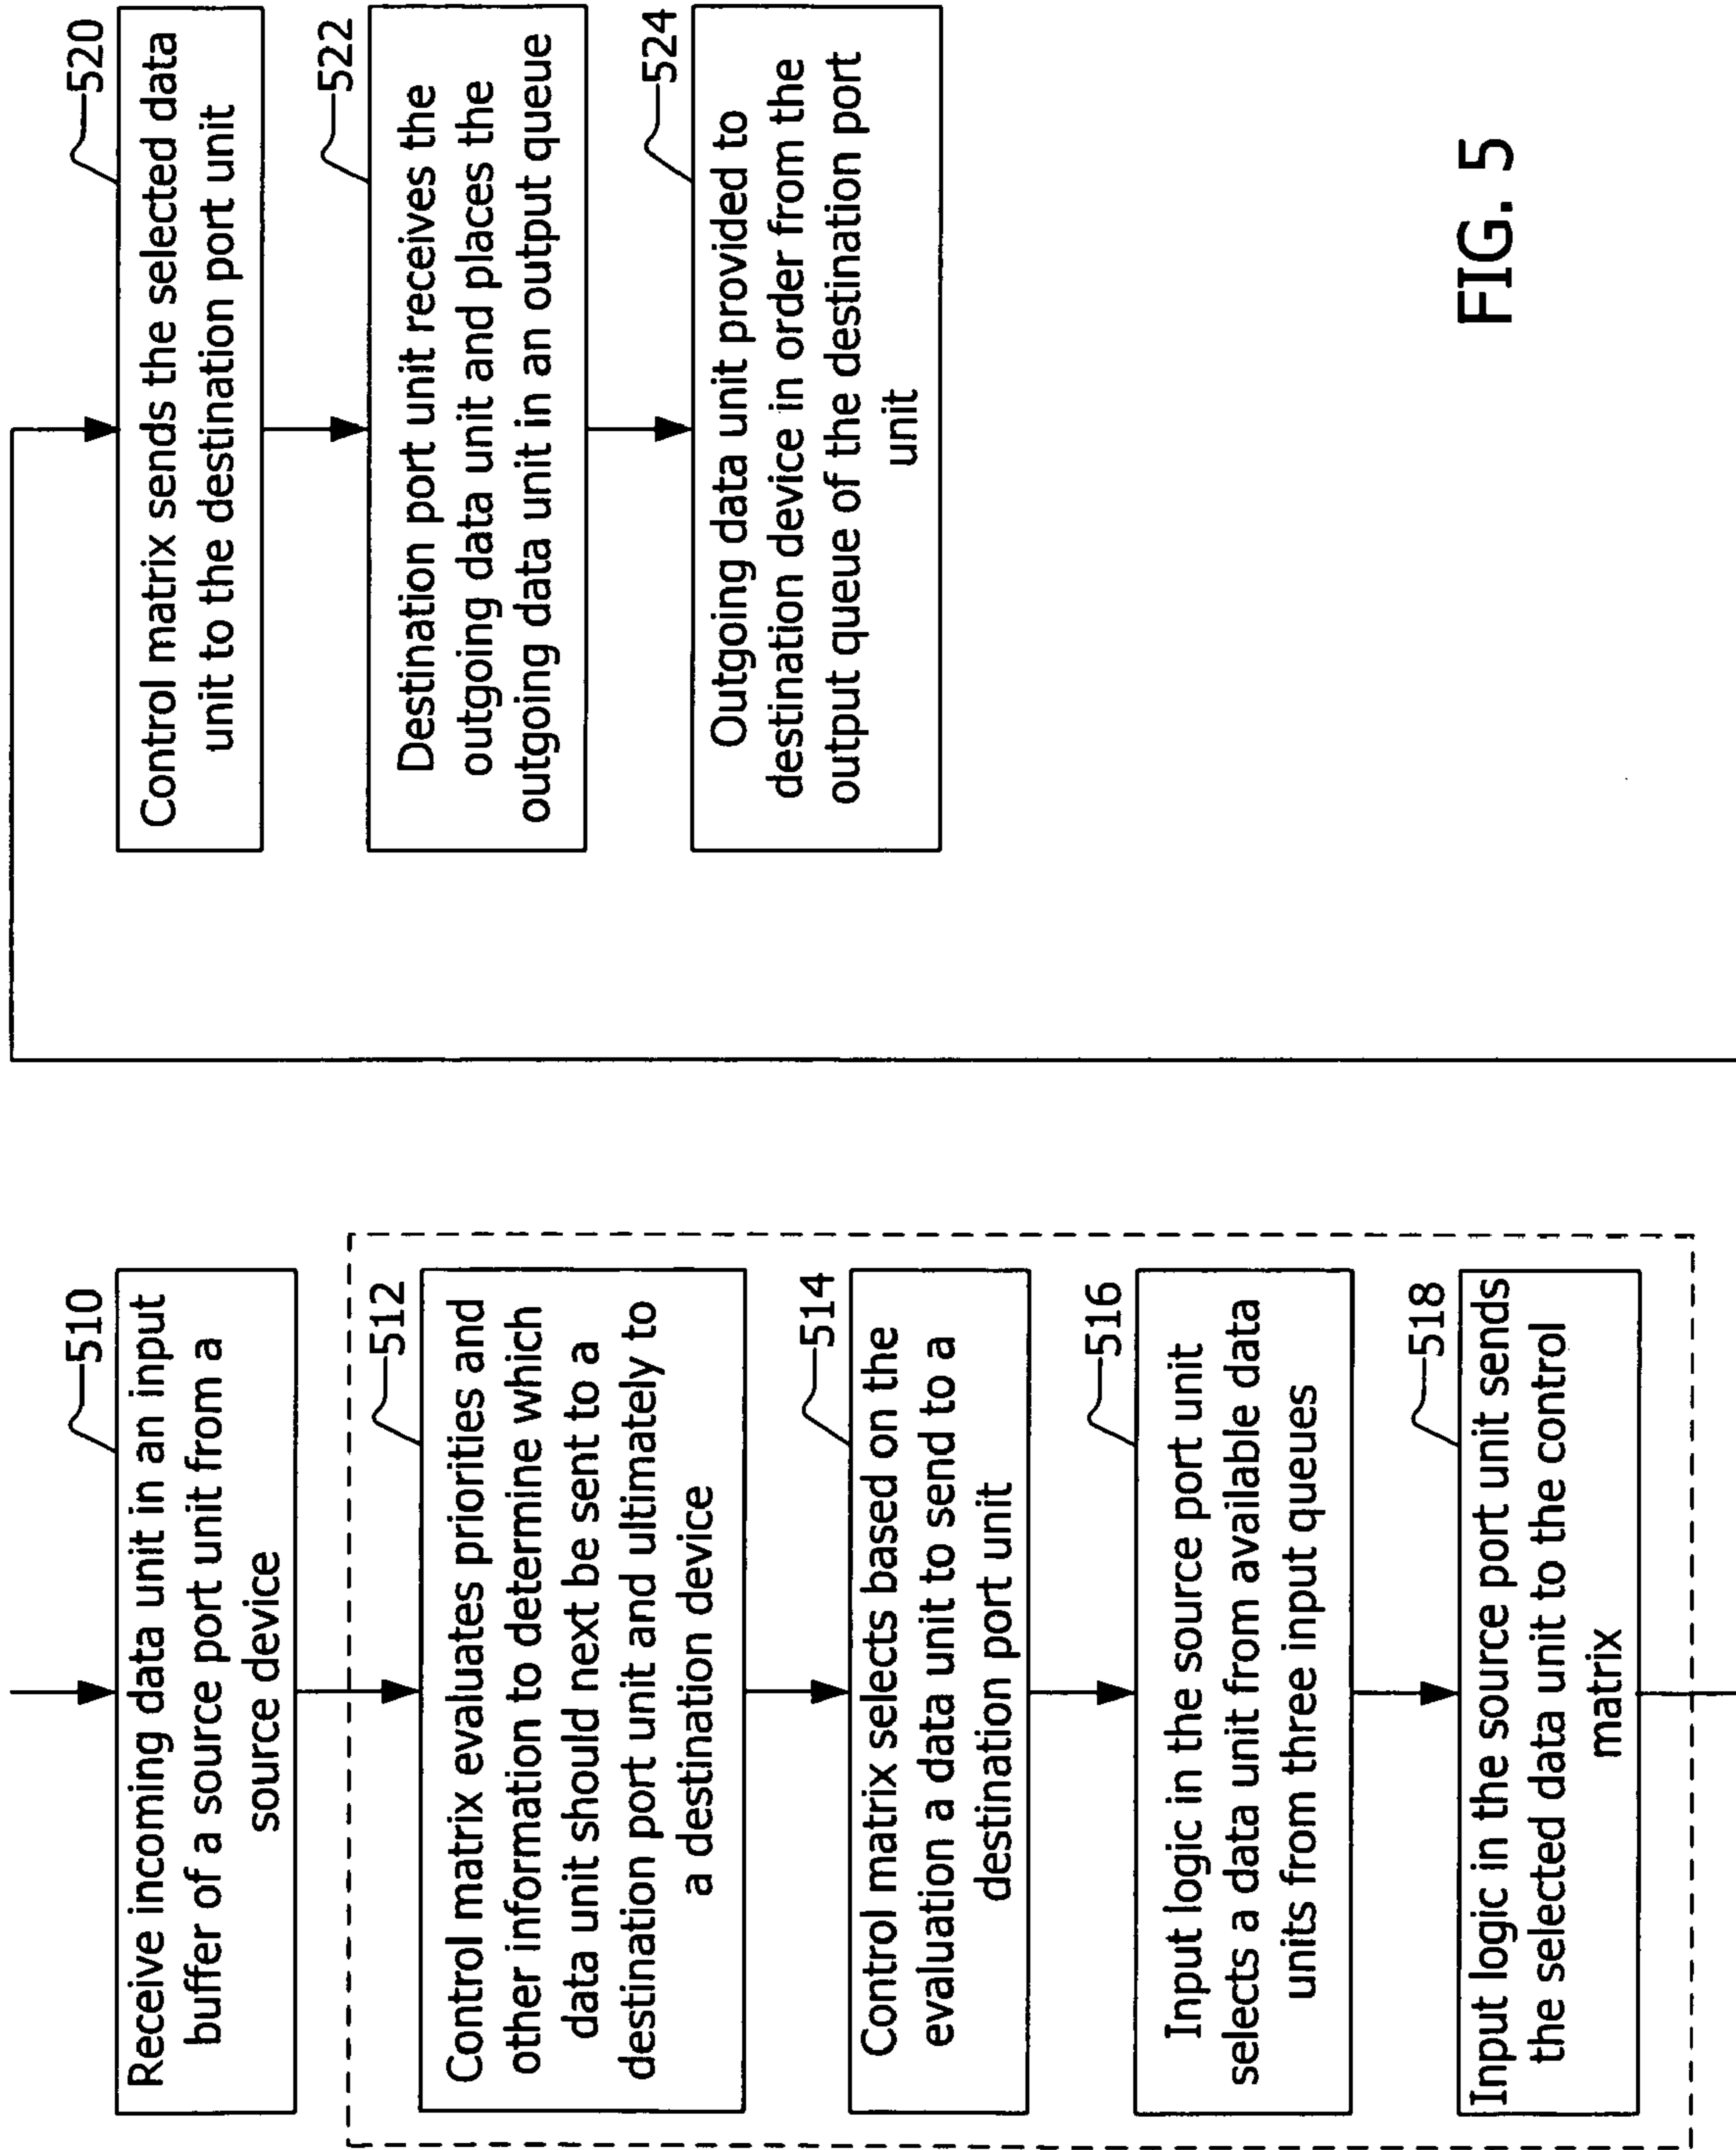 510
Receive incoming data unit in an input
buffer of a source port unit from a
source device
512
Control matrix evaluates priorities and
other information to determine which
data unit should next be sent to a
destination port unit and ultimately to
a destination device
514
Control matrix selects based on the
evaluation a data unit to send to a
destination port unit
516
Input logic in the source port unit
selects a data unit from available data
units from three input queues
518
Input logic in the source port unit sends
the selected data unit to the control
matrix
520
Control matrix sends the selected data
unit to the destination port unit
522
Destination port unit receives the
outgoing data unit and places the
outgoing data unit in an output queue
524
Outgoing data unit provided to
destination device in order from the
output queue of the destination port
unit
FIG. 5